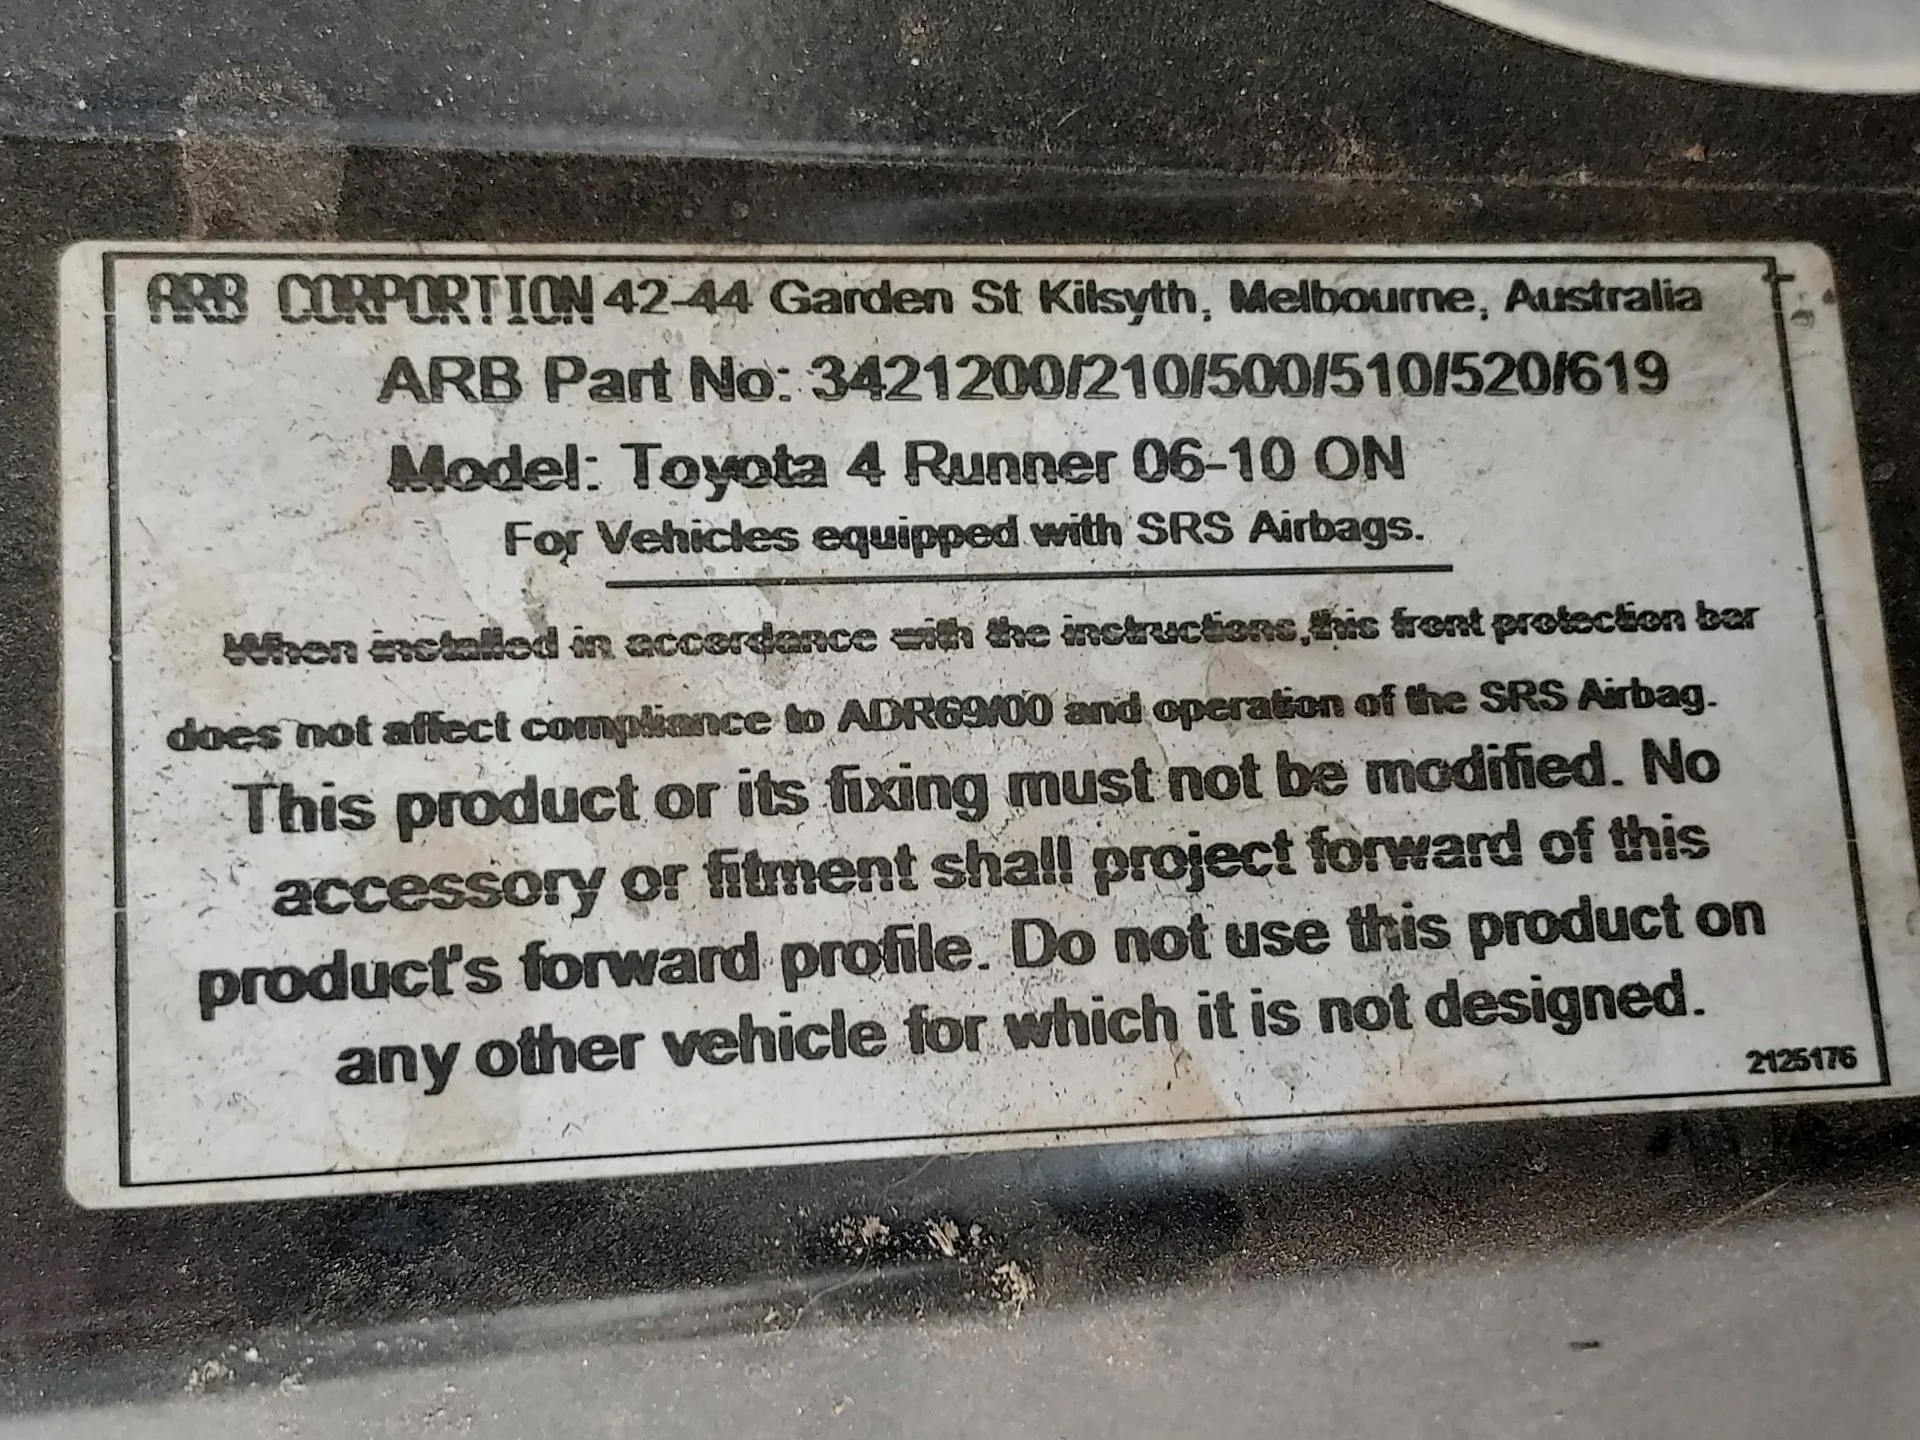 ARB CORPORTION 42-44 Garden St Kilsyth, Melbourne, Australia
ARB Part No: 3421200/210/500/510/520/619
Model: Toyota 4 Runner 06-10 ON
For Vehicles equipped with SRS Airbags.
When installed in accordance with the instructions,this front protection bar
does not affect compliance to ADR69/00 and operation of the SRS Airbag.
This product or its fixing must not be modified. No
accessory or fitment shall project forward of this
product's forward profile. Do not use this product on
any other vehicle for which it is not designed.
2125176